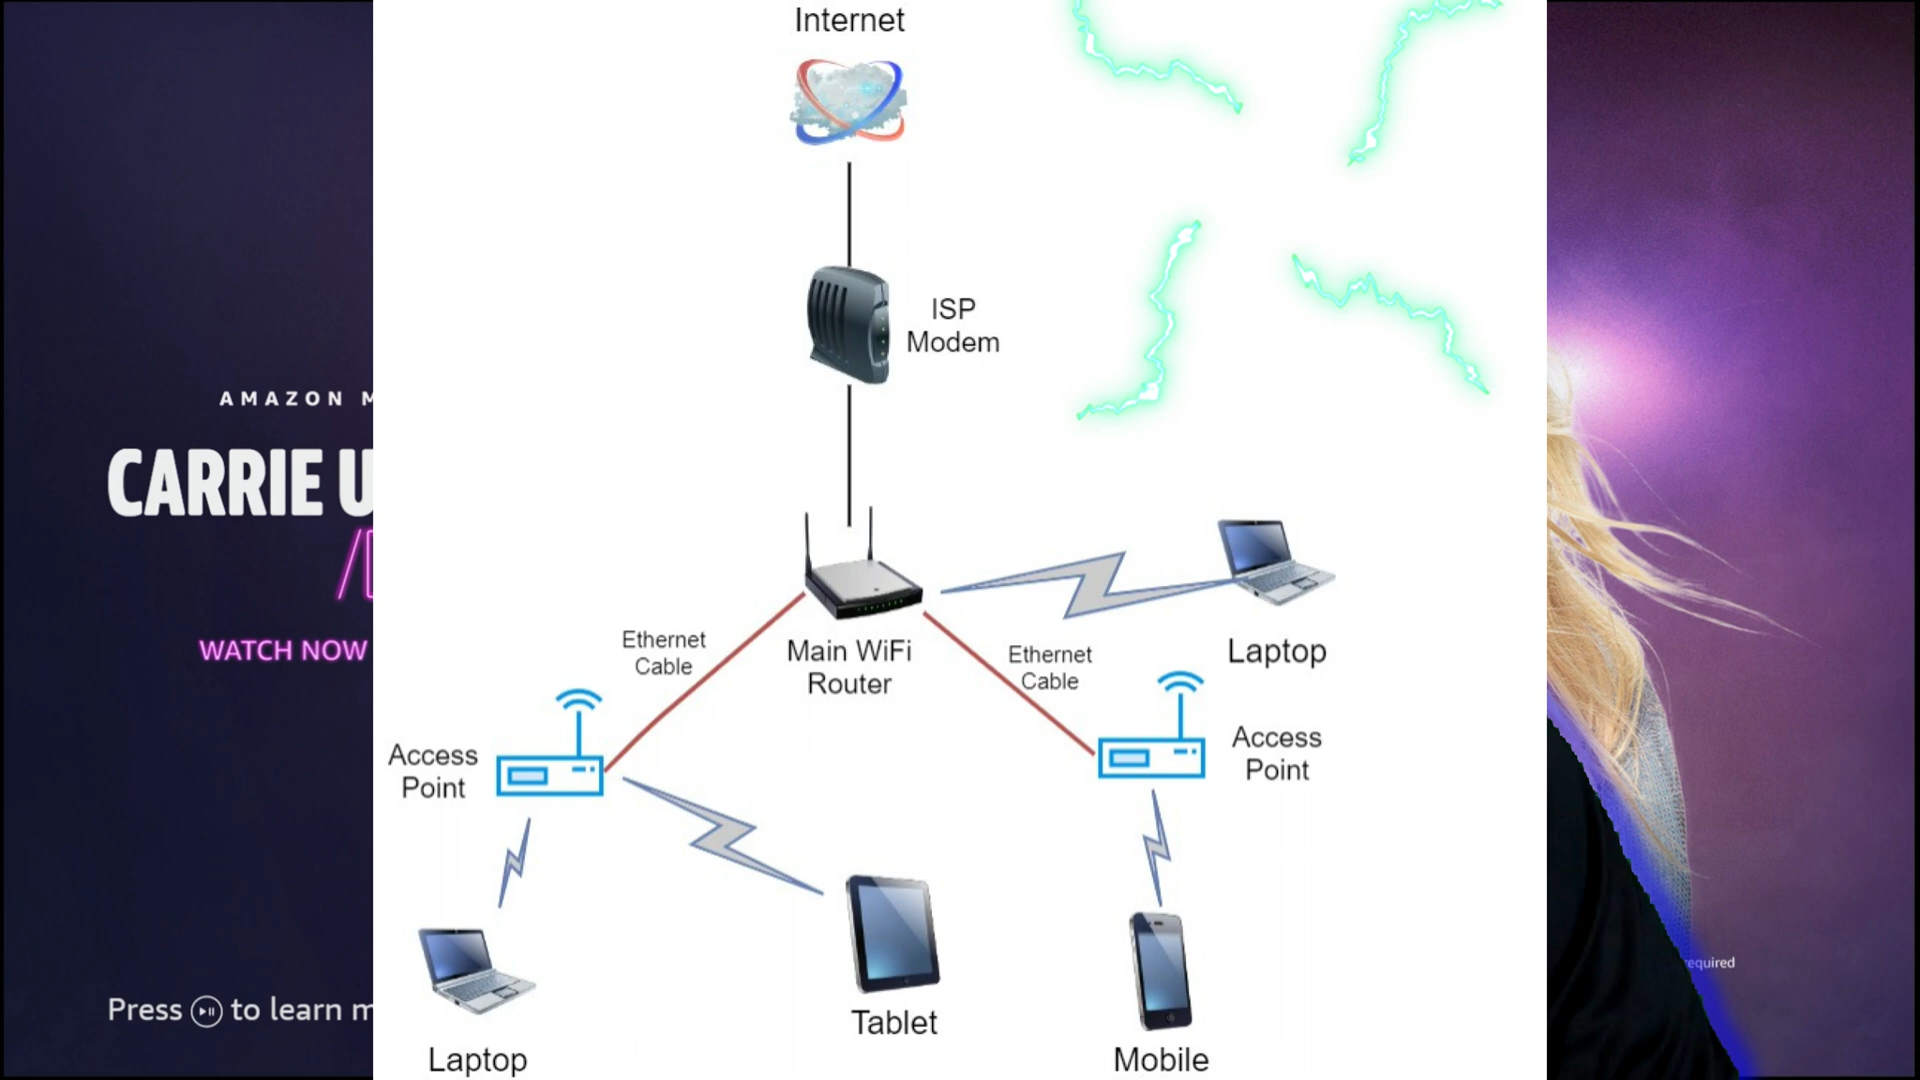 Internet
ISP
Modem
AMAZON M
CARRIE U
WATCH NOW
Ethernet
Cable
Main WiFi
Router
Ethernet
Cable
Laptop
Access
Point
Access
Point
required
Press to learn m
Tablet
Laptop
Mobile